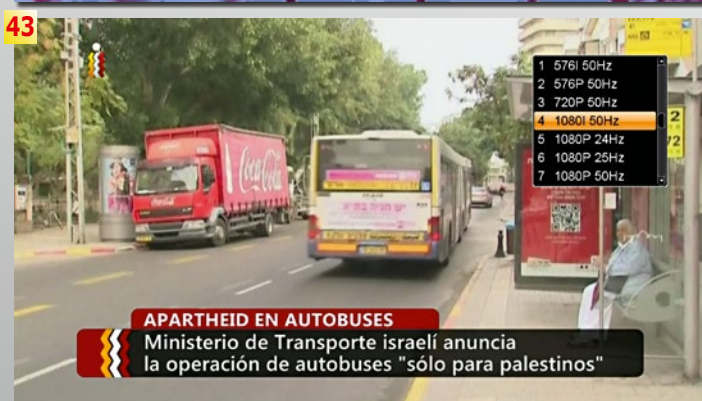 43
1 576I 50Hz
2 576P 50Hz
3 720P 50Hz
4 1080I 50Hz
5 1080P 24Hz
6 1080P 25Hz
7 1080P 50Hz
2
72
Coca-Cola
Coca-Cola
APARTHEID EN AUTOBUSES
Ministerio de Transporte israelí anuncia
la operación de autobuses "sólo para palestinos"